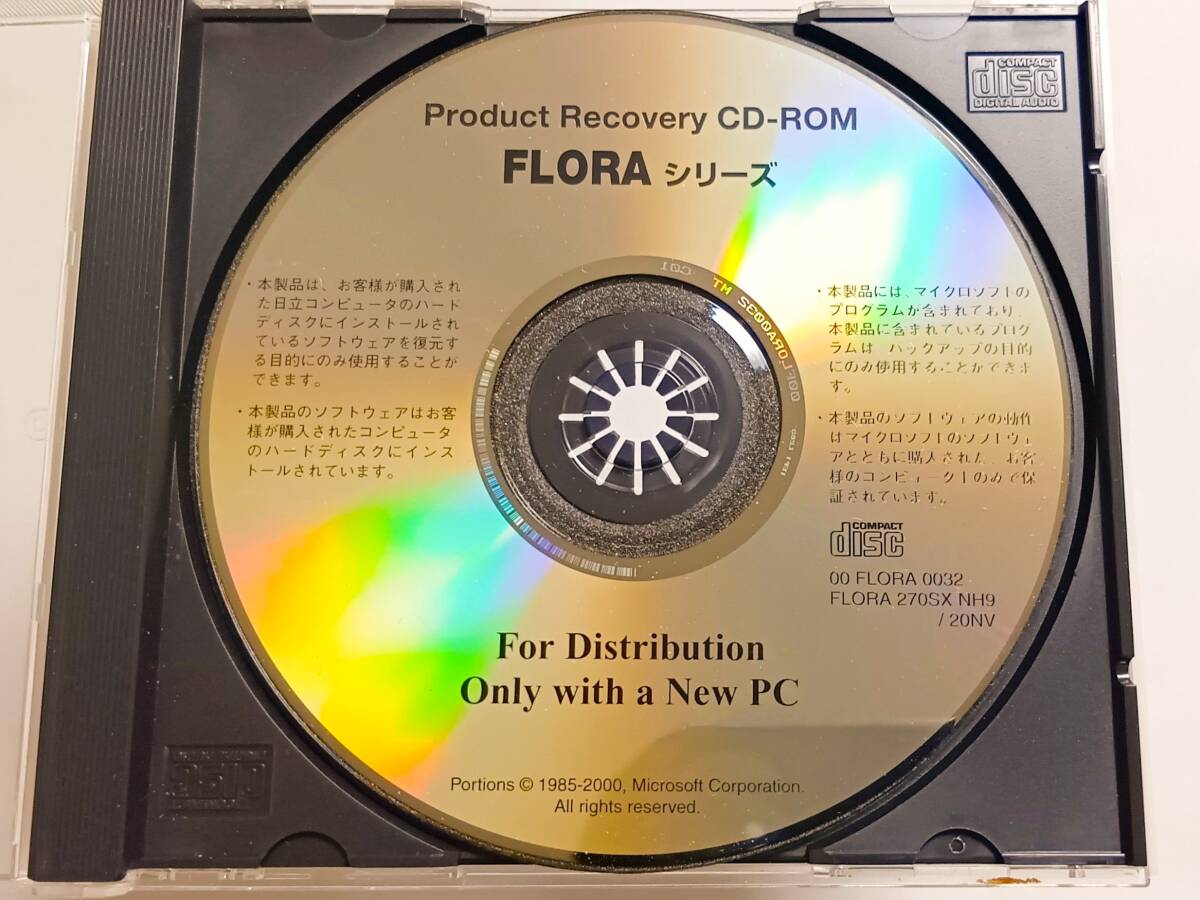 COMPACT
disc
DIGITAL AUDIO
Product Recovery CD-ROM
FLORA シリーズ
・本製品は、お客様が購入され
た日立コンピュータのハード
ディスクにインストールされ
ているソフトウェアを復元す
る目的にのみ使用することが
できます。
・本製品のソフトウェアはお客
様が購入されたコンピュータ
のハードディスクにインス
トールされています。
・本製品には、マイクロソフトの
プログラムが含まれており、
本製品に含まれているプログ
ラムは、バックアップの目的
にのみ使用することができま
す。
・本製品のソフトウェアの動作
はマイクロソフトのソフトウェ
アとともに購入された、お客
様のコンピュータ上のみで保
証されています。
COMPACT
disc
00 FLORA 0032
FLORA 270SX NH9
/ 20NV
00FLORA0032 TM C01
For Distribution
Only with a New PC
Portions © 1985-2000, Microsoft Corporation.
All rights reserved.